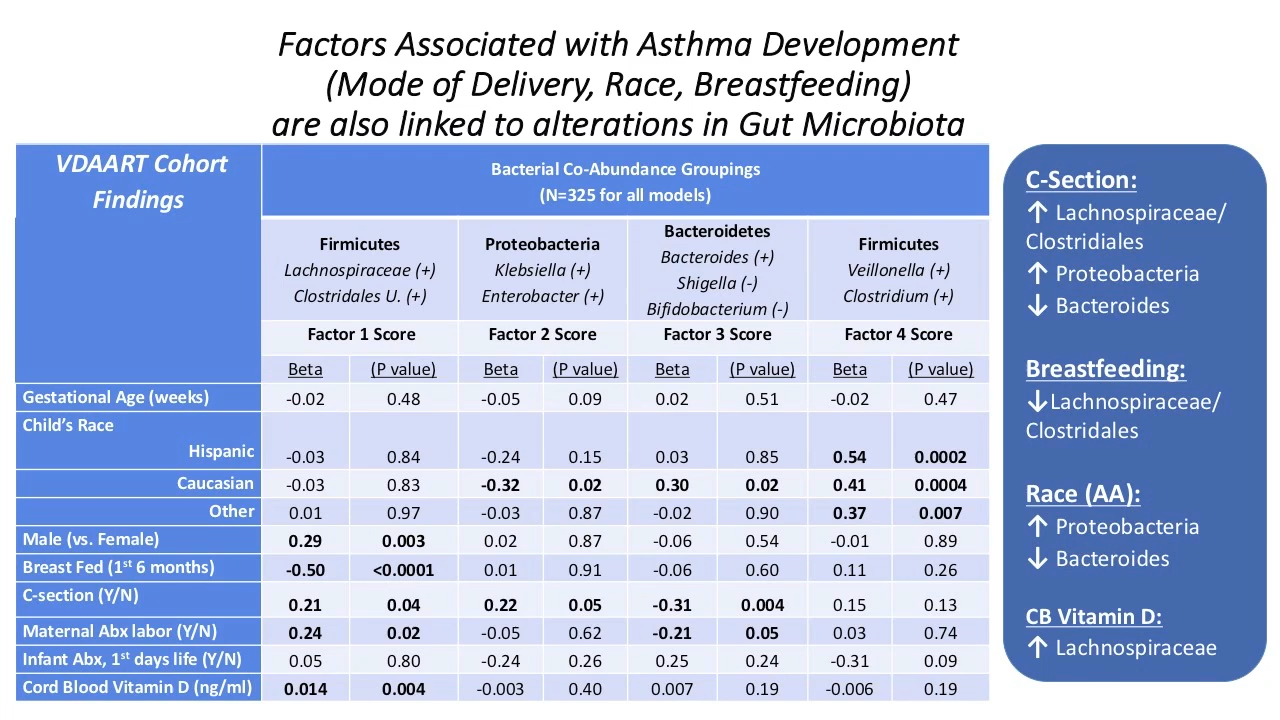 Factors Associated with Asthma Development
(Mode of Delivery, Race, Breastfeeding)
are also linked to alterations in Gut Microbiota
VDAART Cohort
Findings
Bacterial Co-Abundance Groupings
(N=325 for all models)
Firmicutes
Lachnospiraceae (+)
Clostridales U. (+)
Proteobacteria
Klebsiella (+)
Enterobacter (+)
Bacteroidetes
Bacteroides (+)
Shigella (-)
Bifidobacterium (-)
Firmicutes
Veillonella (+)
Clostridium (+)
Factor 1 Score Factor 2 Score Factor 3 Score Factor 4 Score
Beta (P value) Beta (P value) Beta (P value) Beta (P value)
Gestational Age (weeks) -0.02 0.48 -0.05 0.09 0.02 0.51 -0.02 0.47
Child's Race
Hispanic -0.03 0.84 -0.24 0.15 0.03 0.85 0.54 0.0002
Caucasian -0.03 0.83 -0.32 0.02 0.30 0.02 0.41 0.0004
Other 0.01 0.97 -0.03 0.87 -0.02 0.90 0.37 0.007
Male (vs. Female) 0.29 0.003 0.02 0.87 -0.06 0.54 -0.01 0.89
Breast Fed (1st 6 months) -0.50 <0.0001 0.01 0.91 -0.06 0.60 0.11 0.26
C-section (Y/N) 0.21 0.04 0.22 0.05 -0.31 0.004 0.15 0.13
Maternal Abx labor (Y/N) 0.24 0.02 -0.05 0.62 -0.21 0.05 0.03 0.74
Infant Abx, 1st days life (Y/N) 0.05 0.80 -0.24 0.26 0.25 0.24 -0.31 0.09
Cord Blood Vitamin D (ng/ml) 0.014 0.004 -0.003 0.40 0.007 0.19 -0.006 0.19
C-Section:
↑ Lachnospiraceae/
Clostridiales
↑ Proteobacteria
↓ Bacteroides
Breastfeeding:
↓Lachnospiraceae/
Clostridales
Race (AA):
↑ Proteobacteria
↓ Bacteroides
CB Vitamin D:
↑ Lachnospiraceae